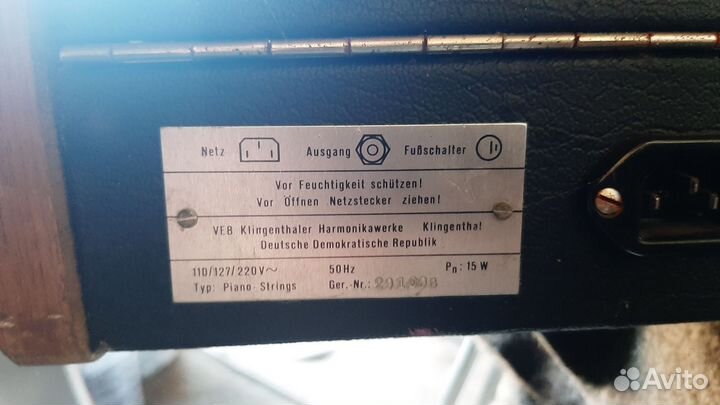 Netz Ausgang Fußschalter
Vor Feuchtigkeit schützen!
Vor Öffnen Netzstecker ziehen!
VEB Klingenthaler Harmonikawerke Klingenthal
Deutsche Demokratische Republik
110/127/220V~ 50Hz Pn: 15 W
Typ: Piano-Strings Ger.-Nr.:
Avito